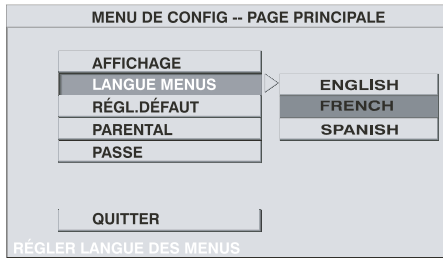 MENU DE CONFIG -- PAGE PRINCIPALE
AFFICHAGE
LANGUE MENUS
RÉGL.DÉFAUT
PARENTAL
PASSE
ENGLISH
FRENCH
SPANISH
QUITTER
RÉGLER LANGUE DES MENUS